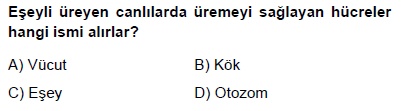 Eşeyli üreyen canlılarda üremeyi sağlayan hücreler
hangi ismi alırlar?
A) Vücut B) Kök
C) Eşey D) Otozom